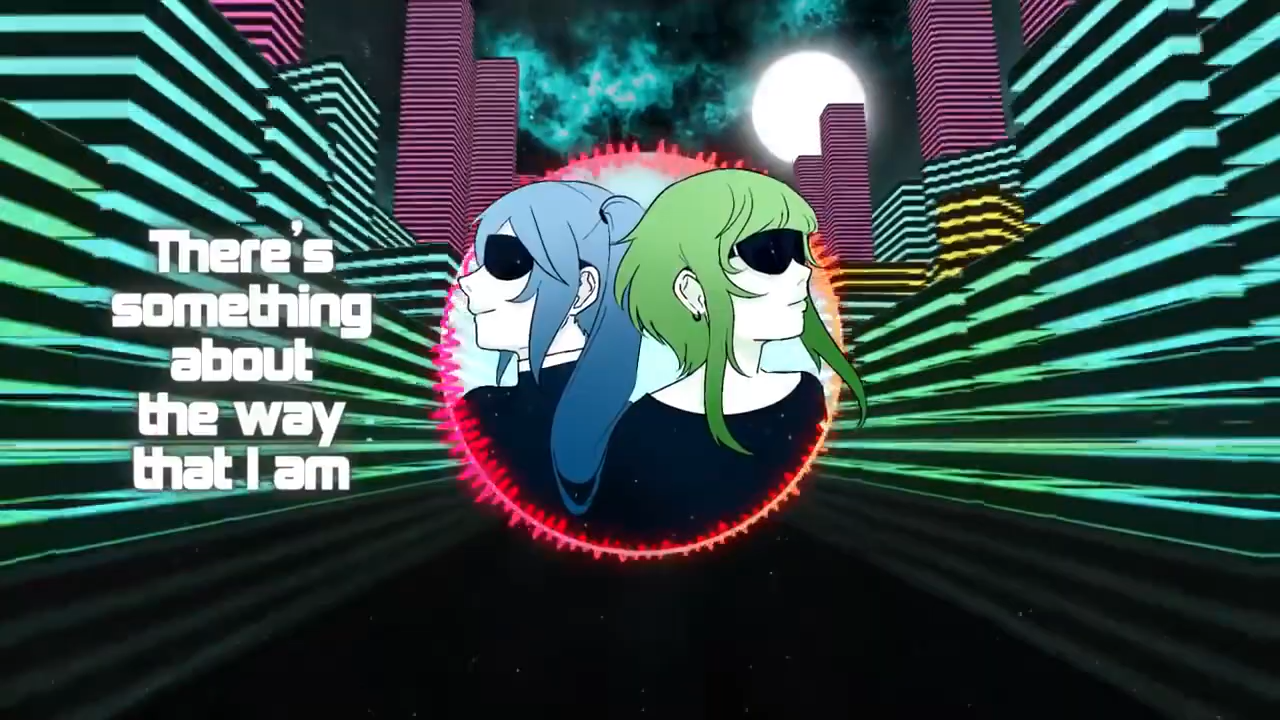 There's
something
about
the way
that I am